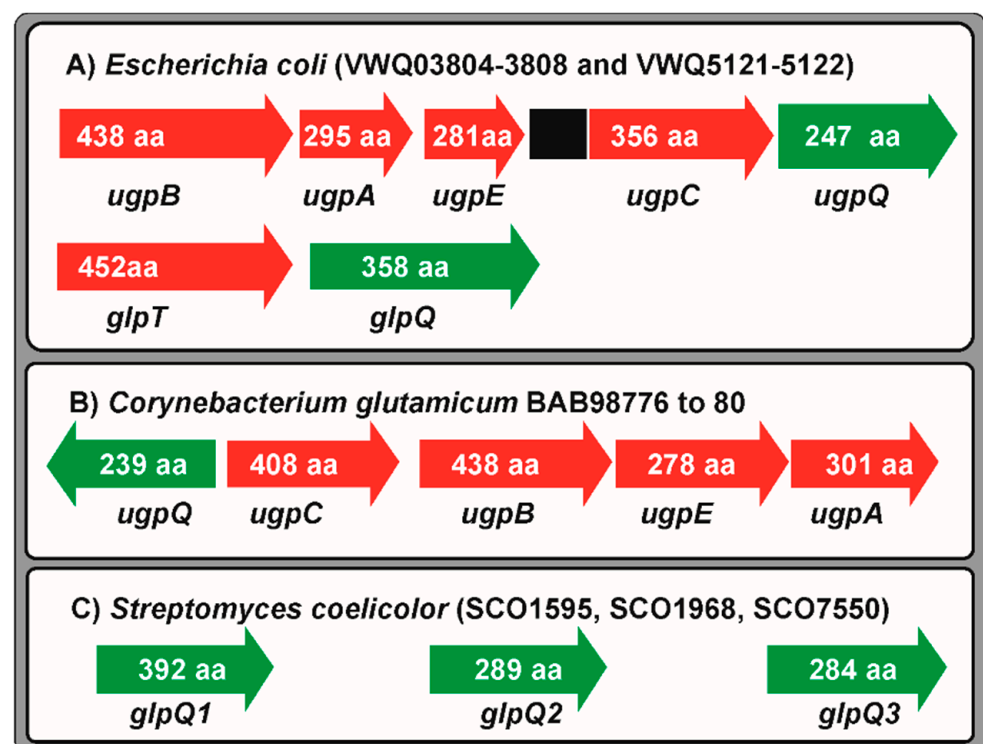 A) Escherichia coli (VWQ03804-3808 and VWQ5121-5122)
438 aa 295 aa 281aa 356 aa 247 aa
ugpB ugpA ugpE ugpC ugpQ
452aa 358 aa
glpT glpQ
B) Corynebacterium glutamicum BAB98776 to 80
239 aa 408 aa 438 aa 278 aa 301 aa
ugpQ ugpC ugpB ugpE ugpA
C) Streptomyces coelicolor (SCO1595, SCO1968, SCO7550)
392 aa 289 aa 284 aa
glpQ1 glpQ2 glpQ3